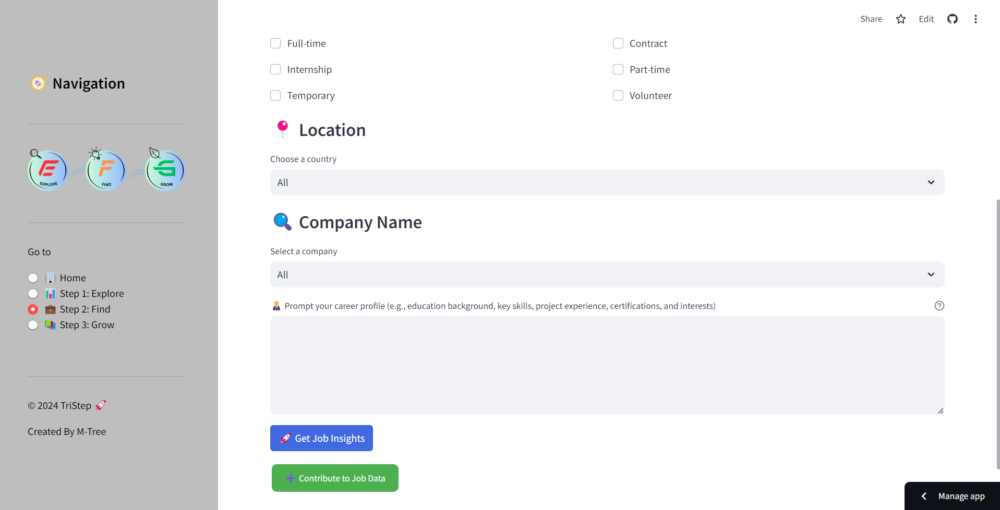 Share
Edit
Full-time
Contract
Internship
Part-time
Temporary
Volunteer
Navigation
Location
E
EXPLORE
F
FIND
G
GROW
Choose a country
All
Company Name
Go to
Select a company
Home
All
Step 1: Explore
Step 2: Find
Prompt your career profile (e.g., education background, key skills, project experience, certifications, and interests)
Step 3: Grow
© 2024 TriStep
Created By M-Tree
Get Job Insights
Contribute to Job Data
Manage app